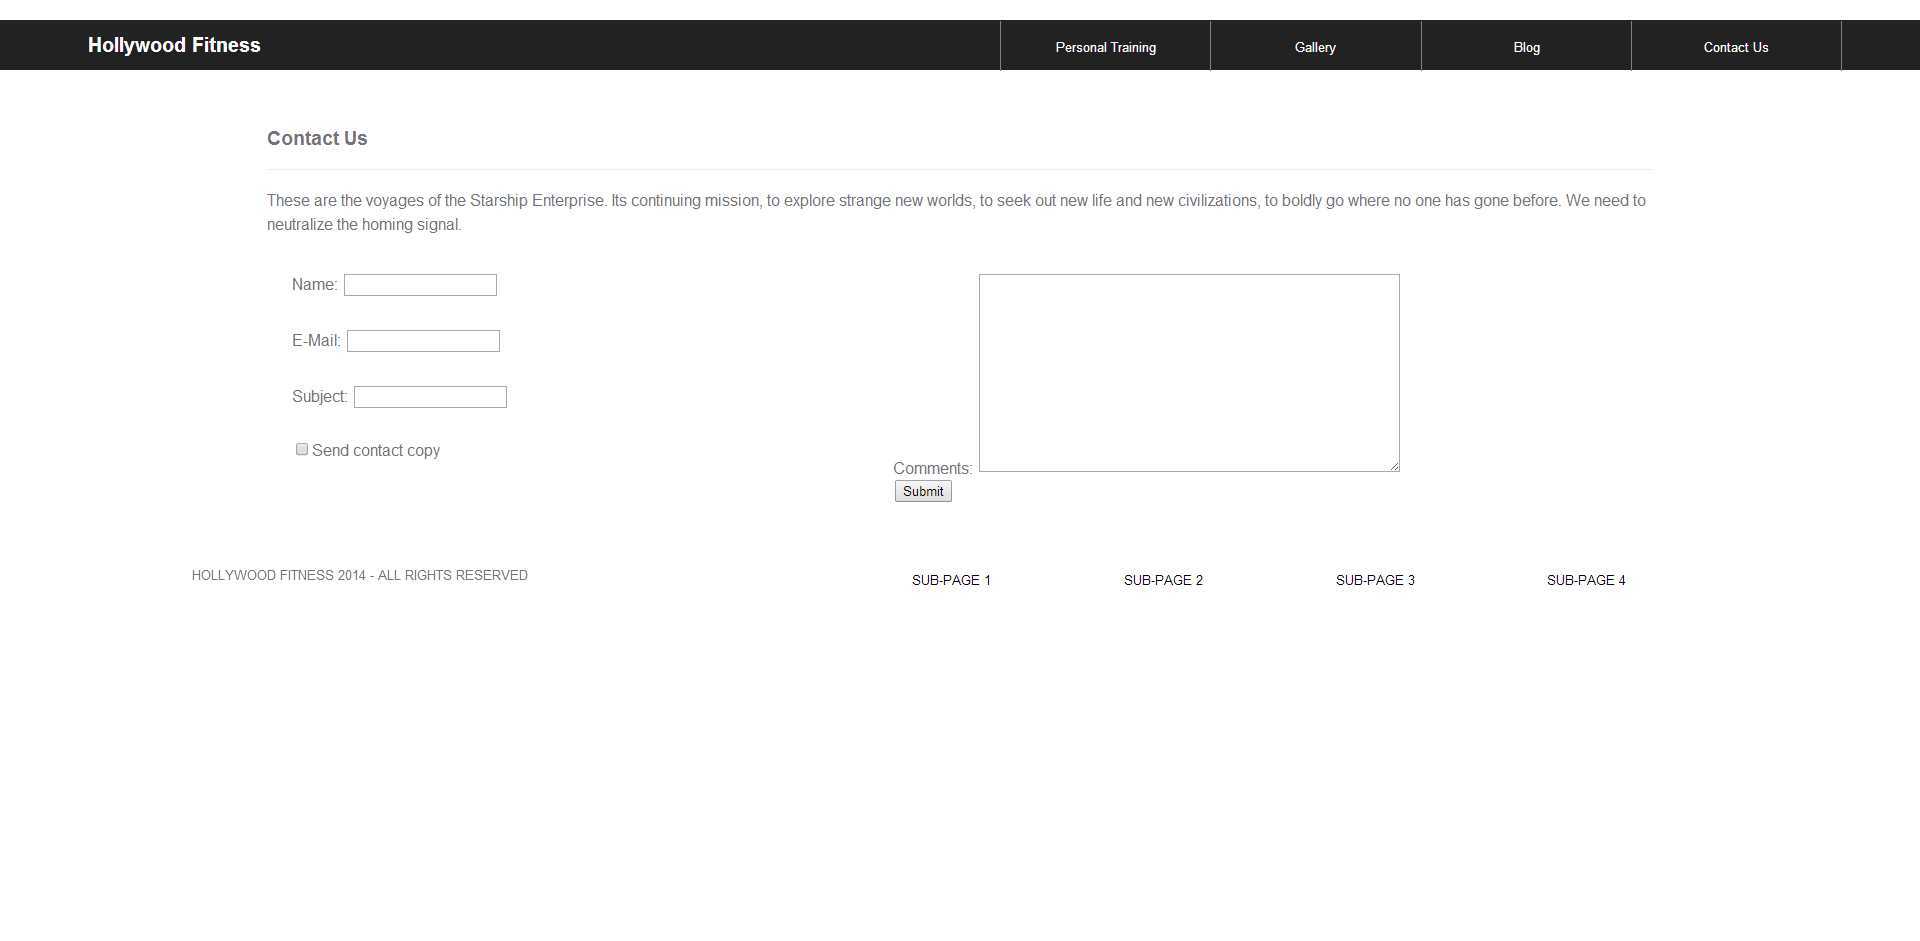 Hollywood Fitness
Personal Training
Gallery
Blog
Contact Us
Contact Us
These are the voyages of the Starship Enterprise. Its continuing mission, to explore strange new worlds, to seek out new life and new civilizations, to boldly go where no one has gone before. We need to
neutralize the homing signal.
Name:
E-Mail:
Subject:
Send contact copy
Comments:
Submit
HOLLYWOOD FITNESS 2014 - ALL RIGHTS RESERVED
SUB-PAGE 1
SUB-PAGE 2
SUB-PAGE 3
SUB-PAGE 4